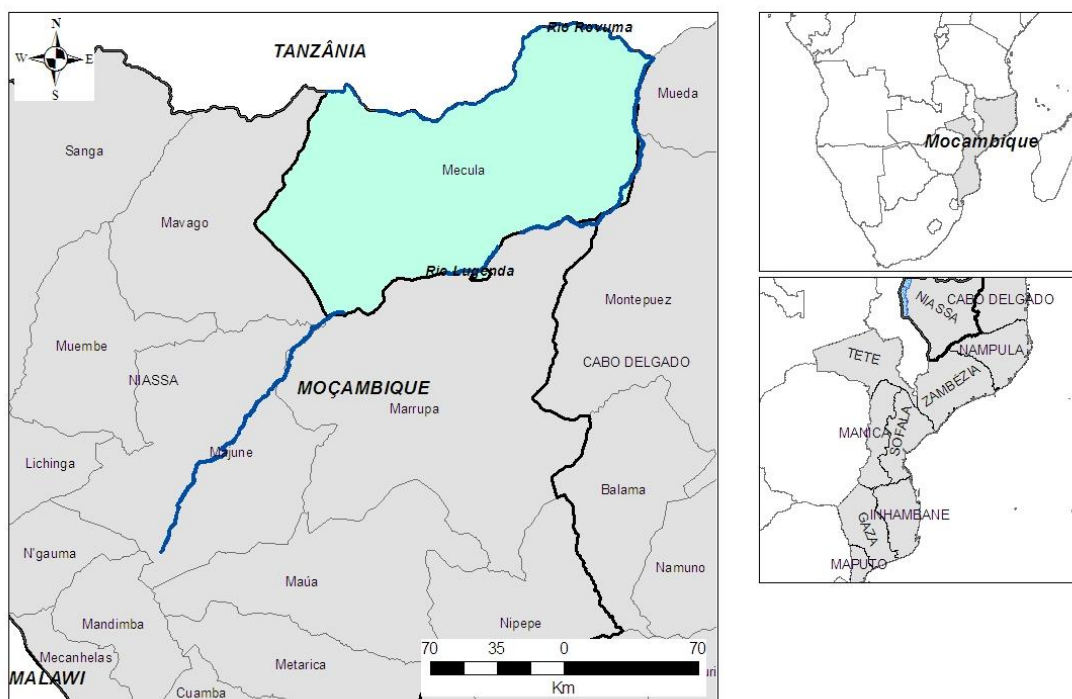 N
W
E
S
TANZÂNIA
Rio Rovuma
Mueda
Sanga
Mecula
Mavago
Rio Lugenda
Montepuez
Muembe
NIASSA
CABO DELGADO
MOÇAMBIQUE
Marrupa
Majune
Lichinga
Balama
N'gauma
Maúa
Namuno
Mandimba
Nipepe
Mecanhelas
Metarica
MALAWI
Cuamba
70 35 0 70
Km
Mocambique
NIASSA
CABO DELGADO
NAMPULA
TETE
ZAMBÉZIA
MANICA
SOFALA
INHAMBANE
GAZA
MAPUTO